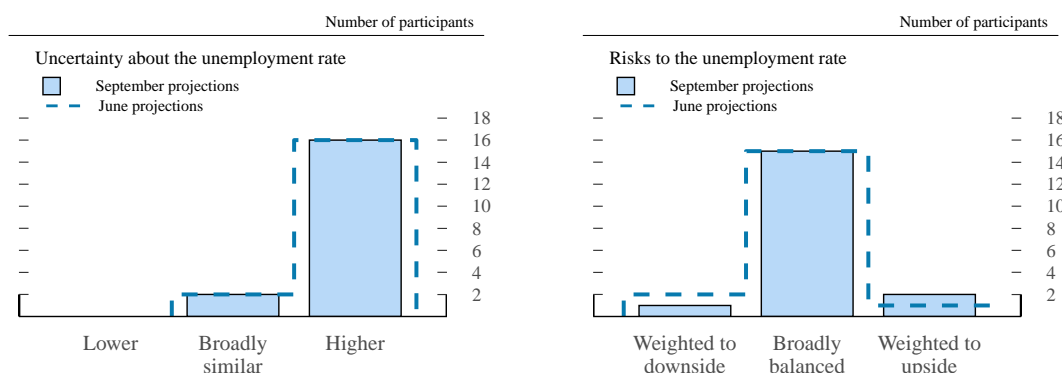 Number of participants
Uncertainty about the unemployment rate
September projections
June projections
18
16
14
12
10
8
6
4
2
Lower
Broadly
similar
Higher
Number of participants
Risks to the unemployment rate
September projections
June projections
18
16
14
12
10
8
6
4
2
Weighted to
downside
Broadly
balanced
Weighted to
upside